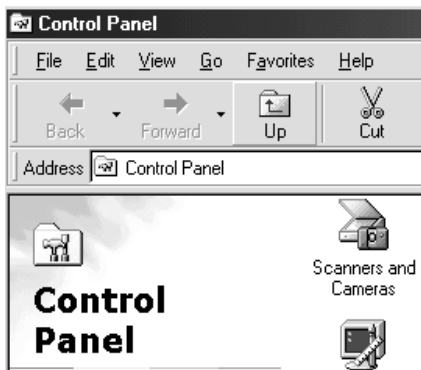 Control Panel
File Edit View Go Favorites Help
Back Forward Up Cut
Address Control Panel
Control
Panel
Scanners and
Cameras